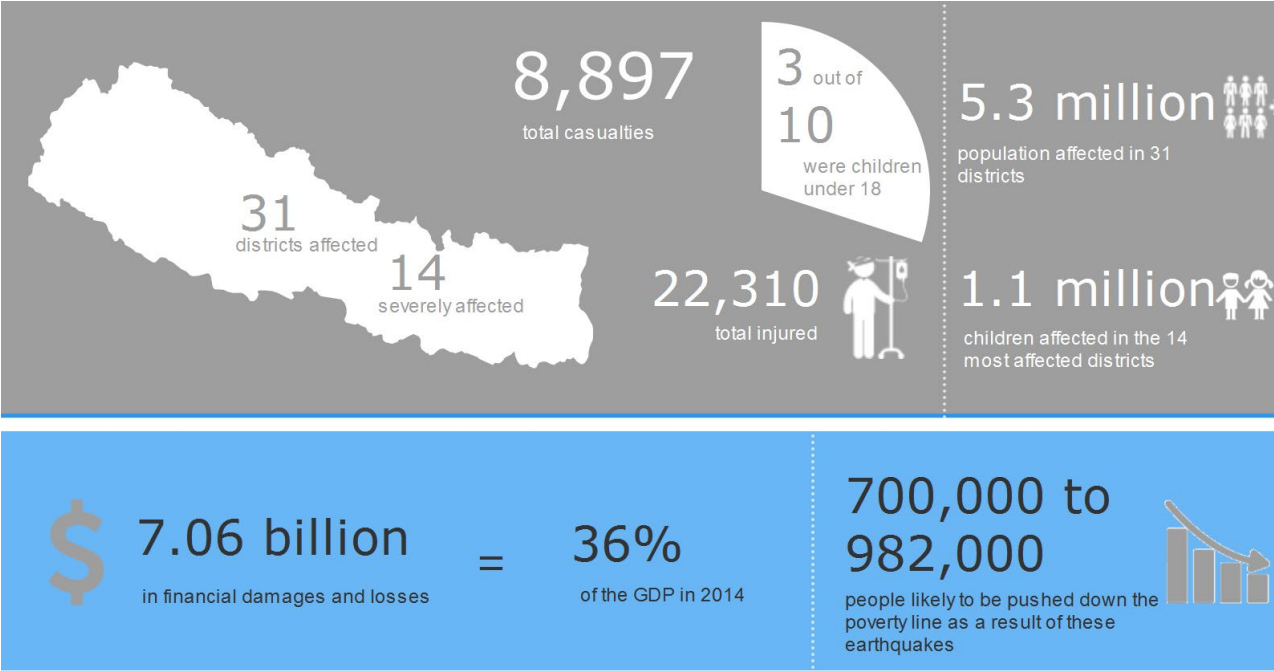 8,897
total casualties
3 out of
10
were children
under 18
5.3 million
population affected in 31
districts
31
districts affected
14
severely affected
22,310
total injured
1.1 million
children affected in the 14
most affected districts
$ 7.06 billion
in financial damages and losses
=
36%
of the GDP in 2014
700,000 to
982,000
people likely to be pushed down the
poverty line as a result of these
earthquakes